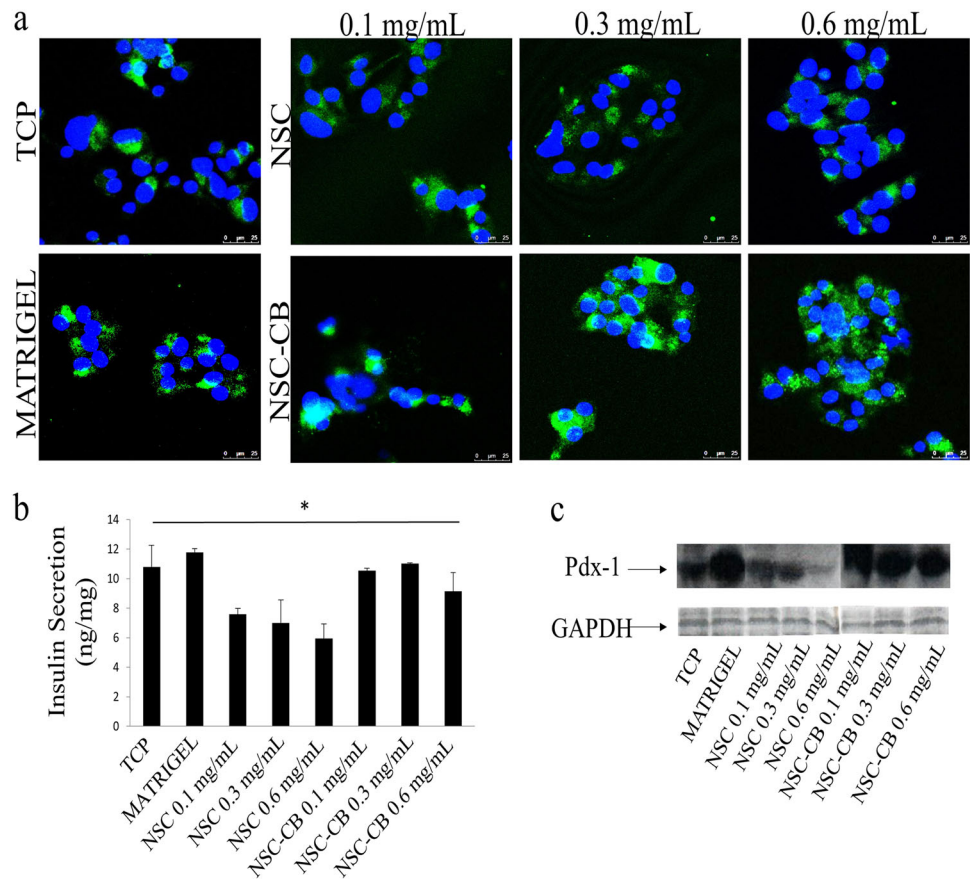 a
0.1 mg/mL
0.3 mg/mL
0.6 mg/mL
TCP
NSC
0 µm 25
0 µm 25
0 µm 25
0 µm 25
MATRIGEL
NSC-CB
0 µm 25
0 µm 25
0 µm 25
0 µm 25
b
Insulin Secretion
(ng/mg)
14
12
10
8
6
4
2
0
*
TCP
MATRIGEL
NSC 0.1 mg/mL
NSC 0.3 mg/mL
NSC 0.6 mg/mL
NSC-CB 0.1 mg/mL
NSC-CB 0.3 mg/mL
NSC-CB 0.6 mg/mL
c
Pdx-1
GAPDH
TCP
MATRIGEL
NSC 0.1 mg/mL
NSC 0.3 mg/mL
NSC 0.6 mg/mL
NSC-CB 0.1 mg/mL
NSC-CB 0.3 mg/mL
NSC-CB 0.6 mg/mL